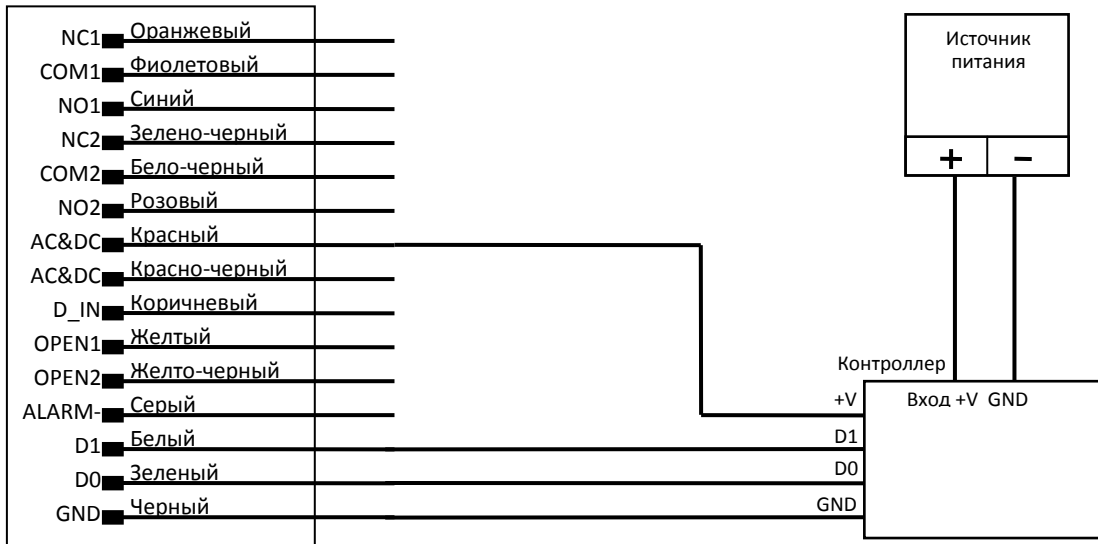 NC1 Оранжевый
COM1 Фиолетовый
NO1 Синий
NC2 Зелено-черный
COM2 Бело-черный
NO2 Розовый
AC&DC Красный
AC&DC Красно-черный
D_IN Коричневый
OPEN1 Желтый
OPEN2 Желто-черный
ALARM- Серый
D1 Белый
D0 Зеленый
GND Черный
Источник
питания
+ −
Контроллер
+V
D1
D0
GND
Вход +V GND